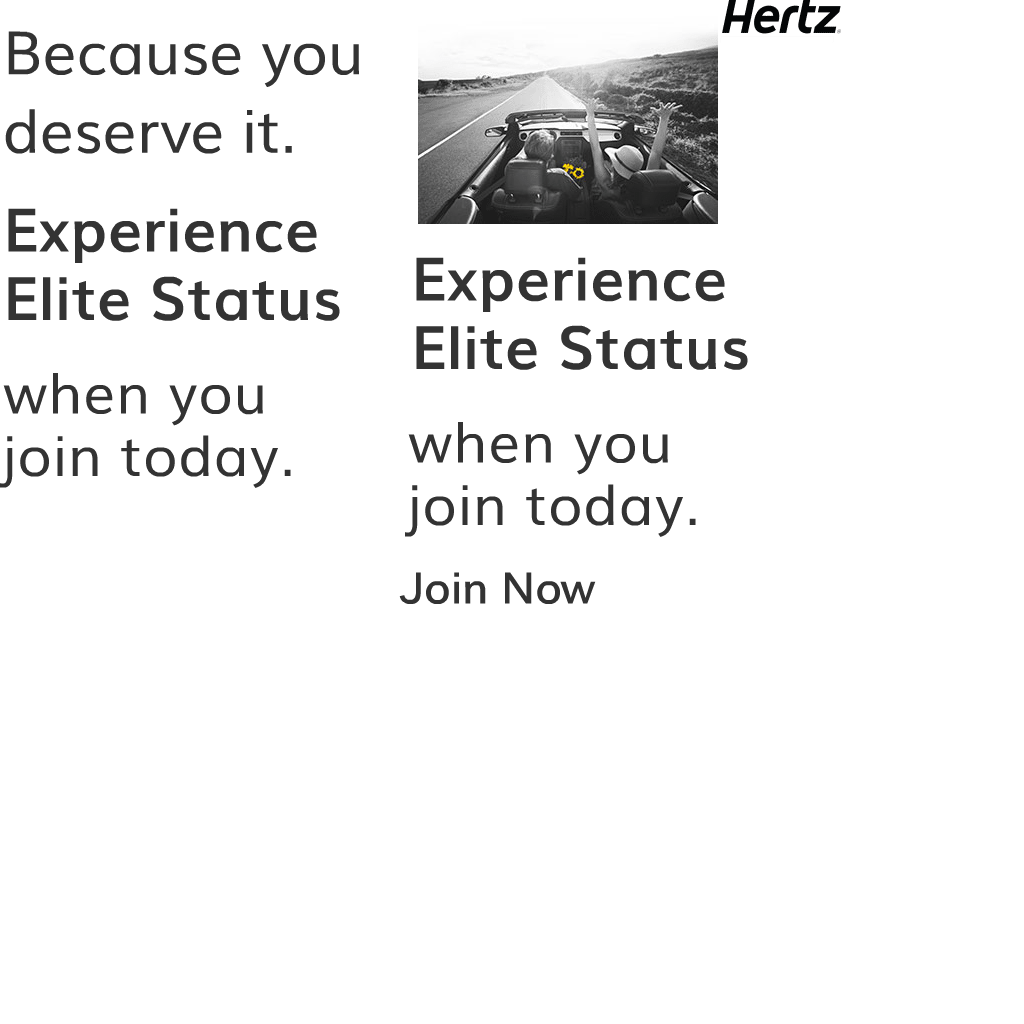 Because you
deserve it.
Experience
Elite Status
when you
join today.
Hertz
Experience
Elite Status
when you
join today.
Join Now